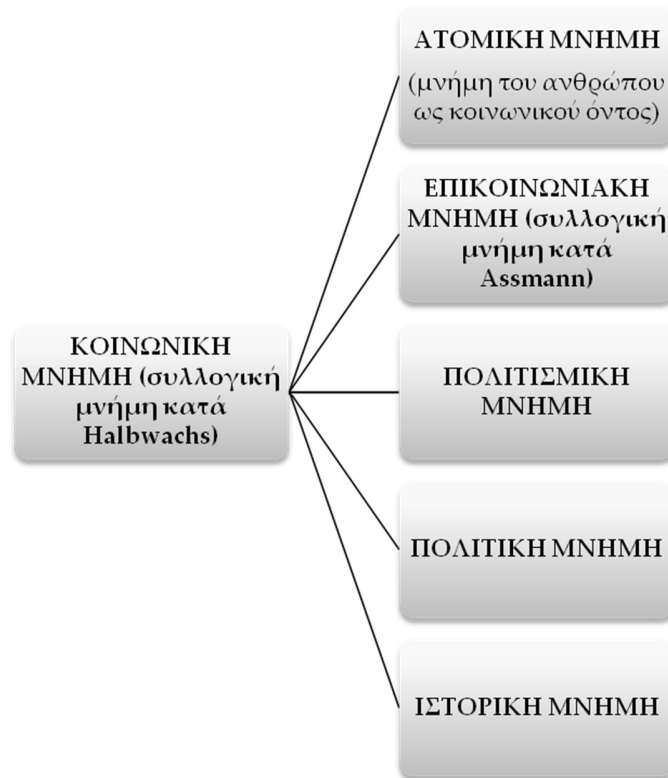 ΑΤΟΜΙΚΗ ΜΝΗΜΗ
(μνήμη του ανθρώπου
ως κοινωνικού όντος)
ΕΠΙΚΟΙΝΩΝΙΑΚΗ
ΜΝΗΜΗ (συλλογική
μνήμη κατά
Assmann)
ΚΟΙΝΩΝΙΚΗ
ΜΝΗΜΗ (συλλογική
μνήμη κατά
Halbwachs)
ΠΟΛΙΤΙΣΜΙΚΗ
ΜΝΗΜΗ
ΠΟΛΙΤΙΚΗ ΜΝΗΜΗ
ΙΣΤΟΡΙΚΗ ΜΝΗΜΗ